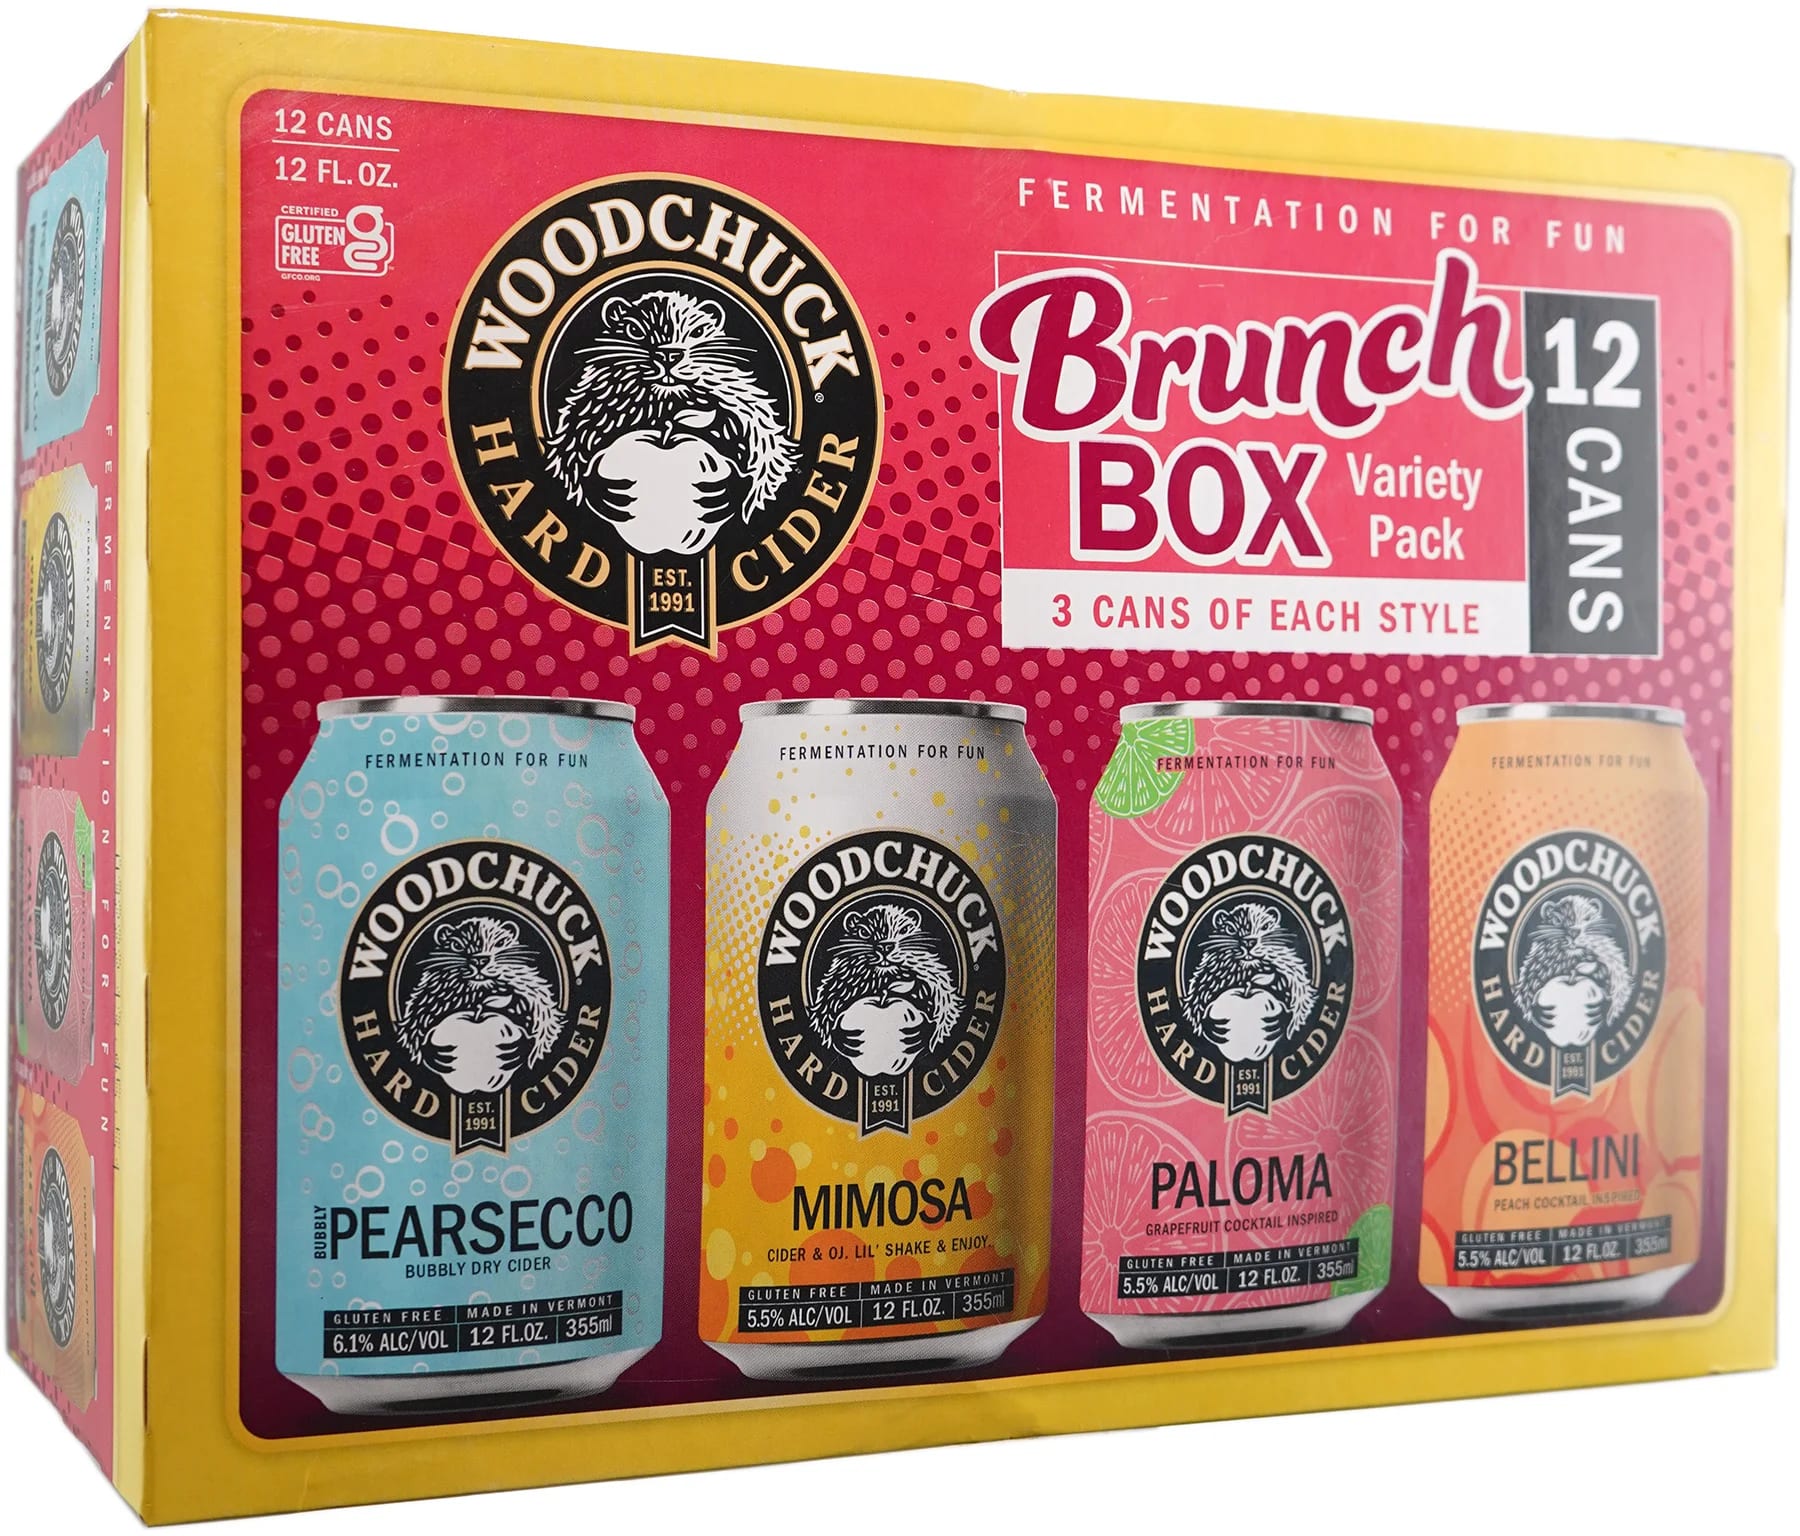 12 CANS
12 FL. OZ.
CERTIFIED
GLUTEN
FREE
GFCO.ORG
WOODCHUCK
HARD CIDER
EST.
1991
FERMENTATION FOR FUN
Brunch
BOX
Variety
Pack
12 CANS
3 CANS OF EACH STYLE
FERMENTATION FOR FUN
WOODCHUCK
HARD CIDER
EST.
1991
BUBBLY
PEARSECCO
BUBBLY DRY CIDER
GLUTEN FREE | MADE IN VERMONT
6.1% ALC/VOL | 12 FL.OZ. | 355ml
FERMENTATION FOR FUN
WOODCHUCK
HARD CIDER
EST.
1991
MIMOSA
CIDER & OJ. LIL' SHAKE & ENJOY.
GLUTEN FREE | MADE IN VERMONT
5.5% ALC/VOL | 12 FL.OZ. | 355ml
FERMENTATION FOR FUN
WOODCHUCK
HARD CIDER
EST.
1991
PALOMA
GRAPEFRUIT COCKTAIL INSPIRED
GLUTEN FREE | MADE IN VERMONT
5.5% ALC/VOL | 12 FL.OZ. | 355ml
FERMENTATION FOR FUN
WOODCHUCK
HARD CIDER
EST.
1991
BELLINI
PEACH COCKTAIL INSPIRED
GLUTEN FREE | MADE IN VERMONT
5.5% ALC/VOL | 12 FL.OZ. | 355ml
FERMENTATION FOR FUN